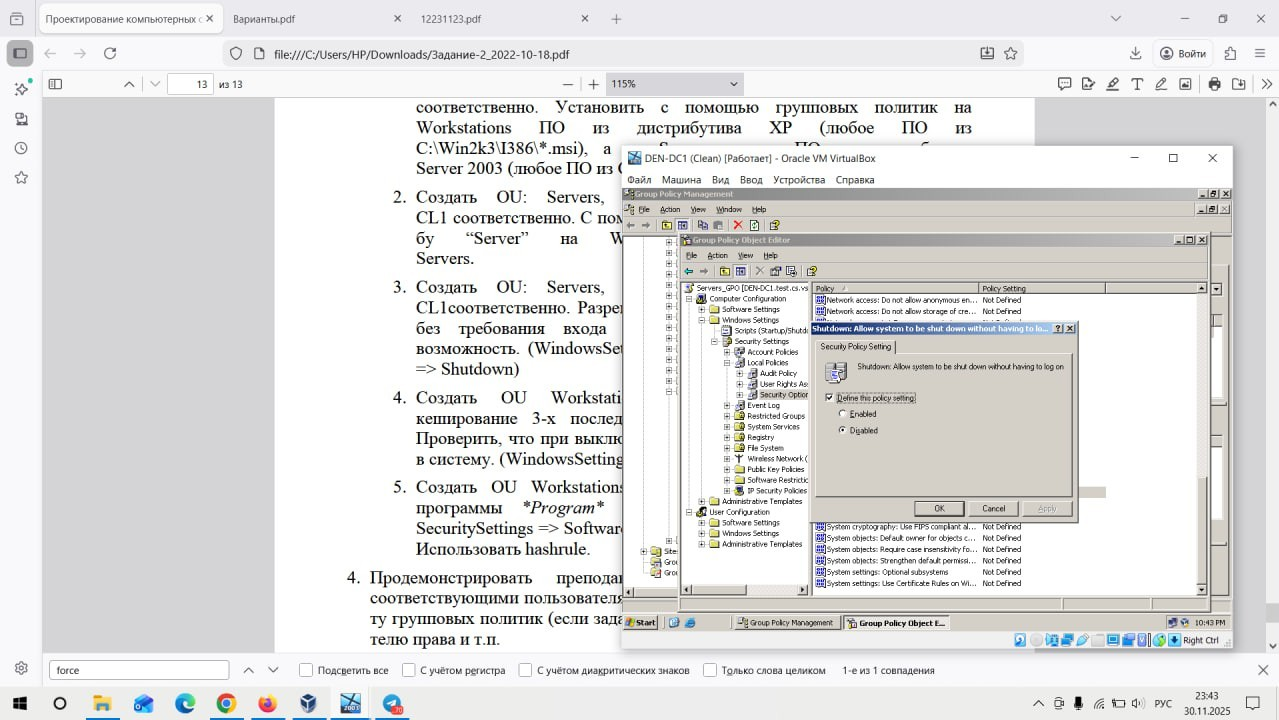 Проектирование компьютерных с
Варианты.pdf
12231123.pdf
file:///C:/Users/HP/Downloads/Задание-2_2022-10-18.pdf
Войти
13 из 13
115%
соответственно. Установить с помощью групповых политик на
Workstations ПО из дистрибутива XP (любое ПО из
C:\Win2k3\I386\*.msi), а
Server 2003 (любое ПО из
2. Создать OU: Servers,
CL1 соответственно. С пом
бу “Server” на W
Servers.
3. Создать OU: Servers,
CL1соответственно. Разре
без требования входа
возможность. (WindowsSe
=> Shutdown)
4. Создать OU Workstati
кеширование 3-х послед
Проверить, что при выклю
в систему. (WindowsSetting
5. Создать OU Workstations
программы *Program*
SecuritySettings => Softwar
Использовать hashrule.
4. Продемонстрировать препода
соответствующими пользователя
ту групповых политик (если зада
телю права и т.п.
DEN-DC1 (Clean) [Работает] - Oracle VM VirtualBox
Файл Машина Вид Ввод Устройства Справка
Group Policy Management
File Action View Window Help
Group Policy Object Editor
File Action View Help
Servers_GPO [DEN-DC1.test.cs.vs
Computer Configuration
Software Settings
Windows Settings
Scripts (Startup/Shutd
Security Settings
Account Policies
Local Policies
Audit Policy
User Rights As
Security Optio
Event Log
Restricted Groups
System Services
Registry
File System
Wireless Network (
Public Key Policies
Software Restrictio
IP Security Policies
Administrative Templates
User Configuration
Software Settings
Windows Settings
Administrative Templates
Site
Grou
Grou
Policy Policy Setting
Network access: Do not allow anonymous en... Not Defined
Network access: Do not allow storage of cre... Not Defined
Shutdown: Allow system to be shut down without having to lo...
Security Policy Setting
Shutdown: Allow system to be shut down without having to log on
Define this policy setting:
Enabled
Disabled
OK Cancel Apply
System cryptography: Use FIPS compliant al... Not Defined
System objects: Default owner for objects c... Not Defined
System objects: Require case insensitivity fo... Not Defined
System objects: Strengthen default permissi... Not Defined
System settings: Optional subsystems Not Defined
System settings: Use Certificate Rules on Wi... Not Defined
Start Group Policy Management Group Policy Object E... 10:43 PM
Right Ctrl
force
Подсветить все
С учётом регистра
С учётом диакритических знаков
Только слова целиком
1-е из 1 совпадения
РУС
23:43
30.11.2025